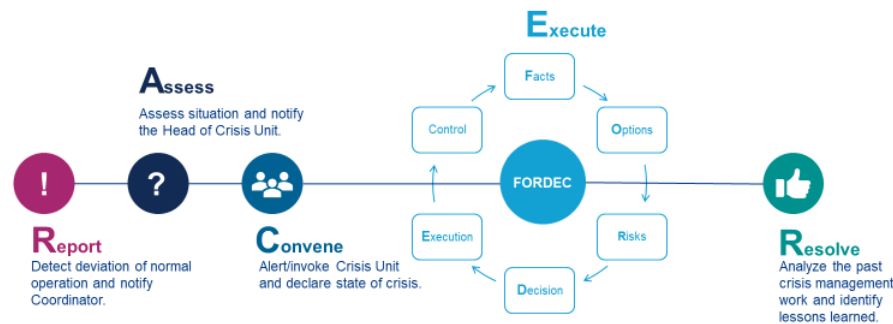 !
Report
Detect deviation of normal
operation and notify
Coordinator.
Assess
Assess situation and notify
the Head of Crisis Unit.
?
Convene
Alert/invoke Crisis Unit
and declare state of crisis.
Execute
FORDEC
Facts
Options
Risks
Decision
Execution
Control
Resolve
Analyze the past
crisis management
work and identify
lessons learned.